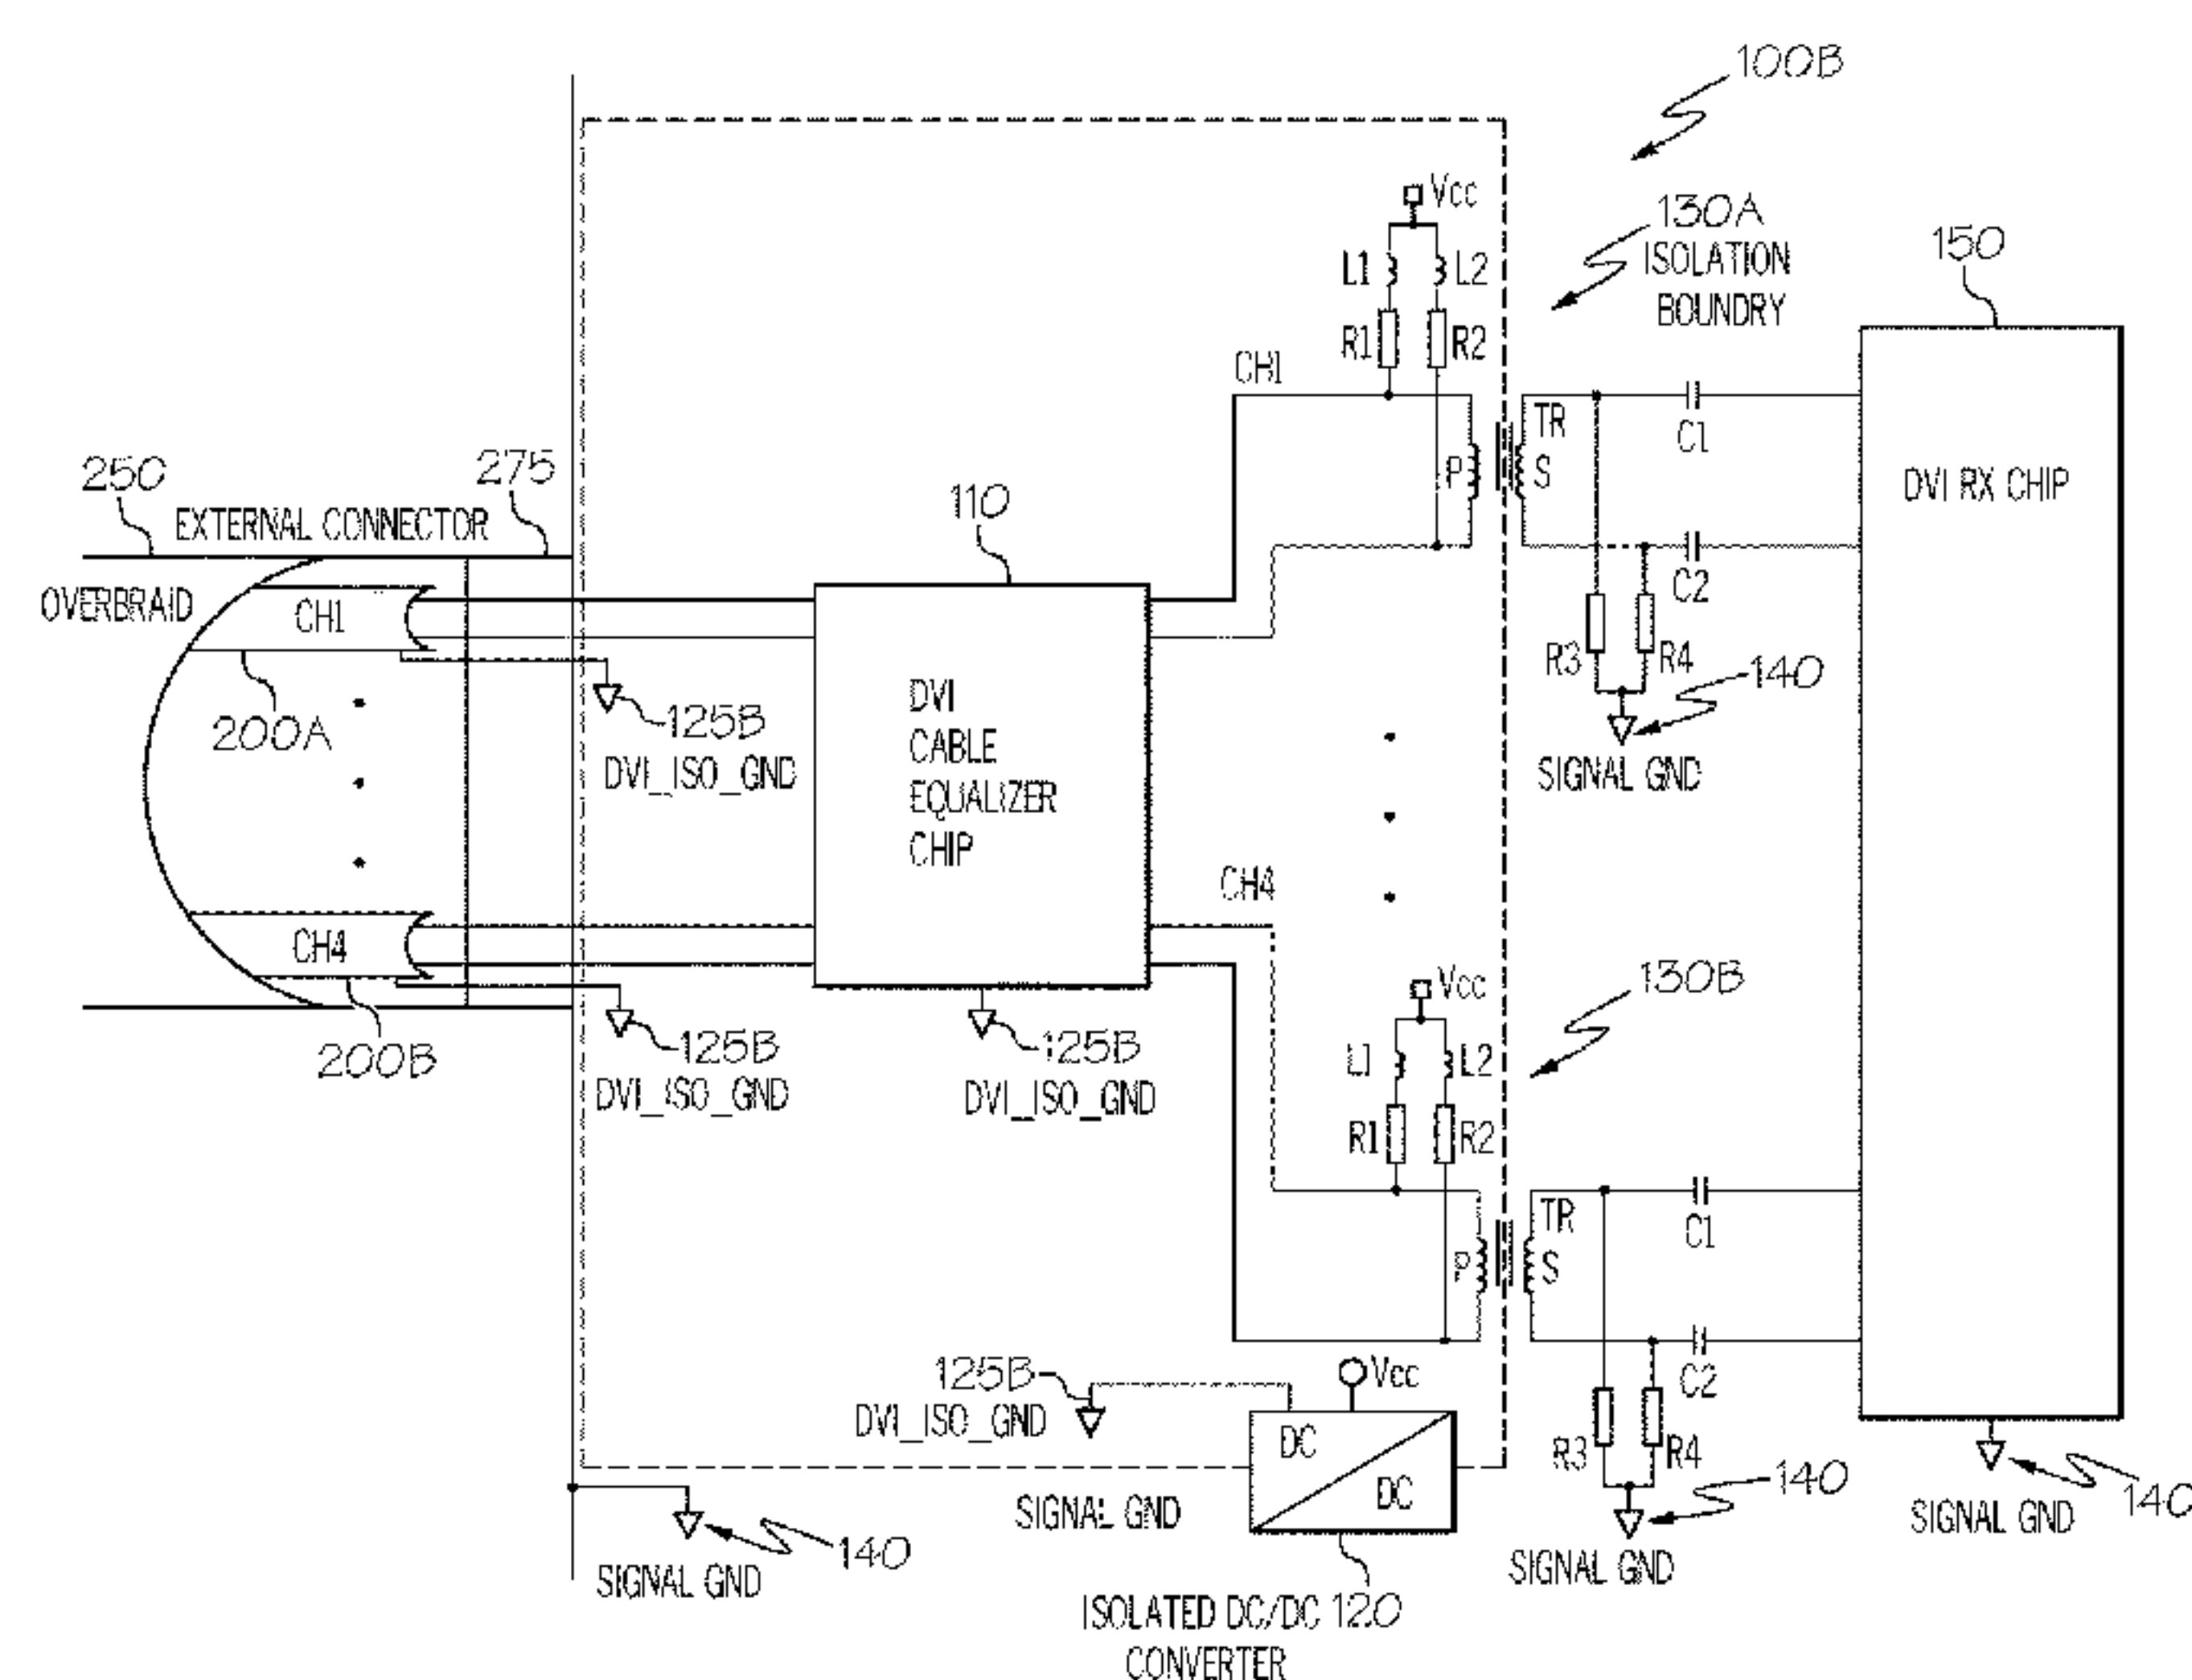 100B
Vcc
130A
ISOLATION
BOUNDRY
150
L1
L2
R1
R2
CH1
TR
P
S
C1
C2
DVI RX CHIP
250
EXTERNAL CONNECTOR
275
110
OVERBRAID
CH1
200A
125B
DVI_ISO_GND
DVI
CABLE
EQUALIZER
CHIP
R3
R4
140
SIGNAL GND
CH4
CH4
200B
125B
DVI_ISO_GND
125B
DVI_ISO_GND
Vcc
130B
L1
L2
R1
R2
TR
P
S
C1
C2
125B
DVI_ISO_GND
Vcc
DC
DC
R3
R4
140
SIGNAL GND
140
SIGNAL GND
SIGNAL GND
140
SIGNAL GND
ISOLATED DC/DC 120
CONVERTER